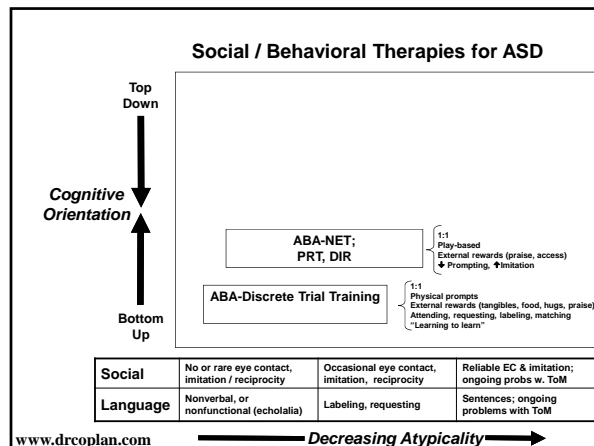 Social / Behavioral Therapies for ASD
Top
Down
Cognitive
Orientation
Bottom
Up
ABA-NET;
PRT, DIR
1:1
Play-based
External rewards (praise, access)
↓ Prompting, ↑Imitation
ABA-Discrete Trial Training
1:1
Physical prompts
External rewards (tangibles, food, hugs, praise)
Attending, requesting, labeling, matching
“Learning to learn”
Social
No or rare eye contact,
imitation / reciprocity
Occasional eye contact,
imitation, reciprocity
Reliable EC & imitation;
ongoing probs w. ToM
Language
Nonverbal, or
nonfunctional (echolalia)
Labeling, requesting
Sentences; ongoing
problems with ToM
www.drcoplan.com
Decreasing Atypicality